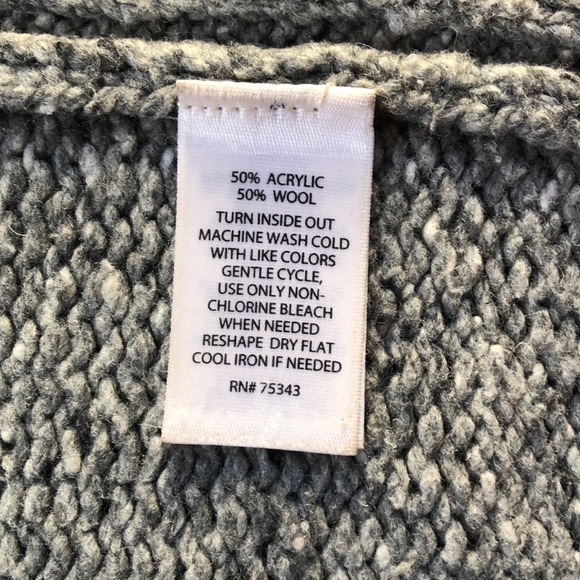 50% ACRYLIC
50% WOOL
TURN INSIDE OUT
MACHINE WASH COLD
WITH LIKE COLORS
GENTLE CYCLE,
USE ONLY NON-
CHLORINE BLEACH
WHEN NEEDED
RESHAPE DRY FLAT
COOL IRON IF NEEDED
RN# 75343